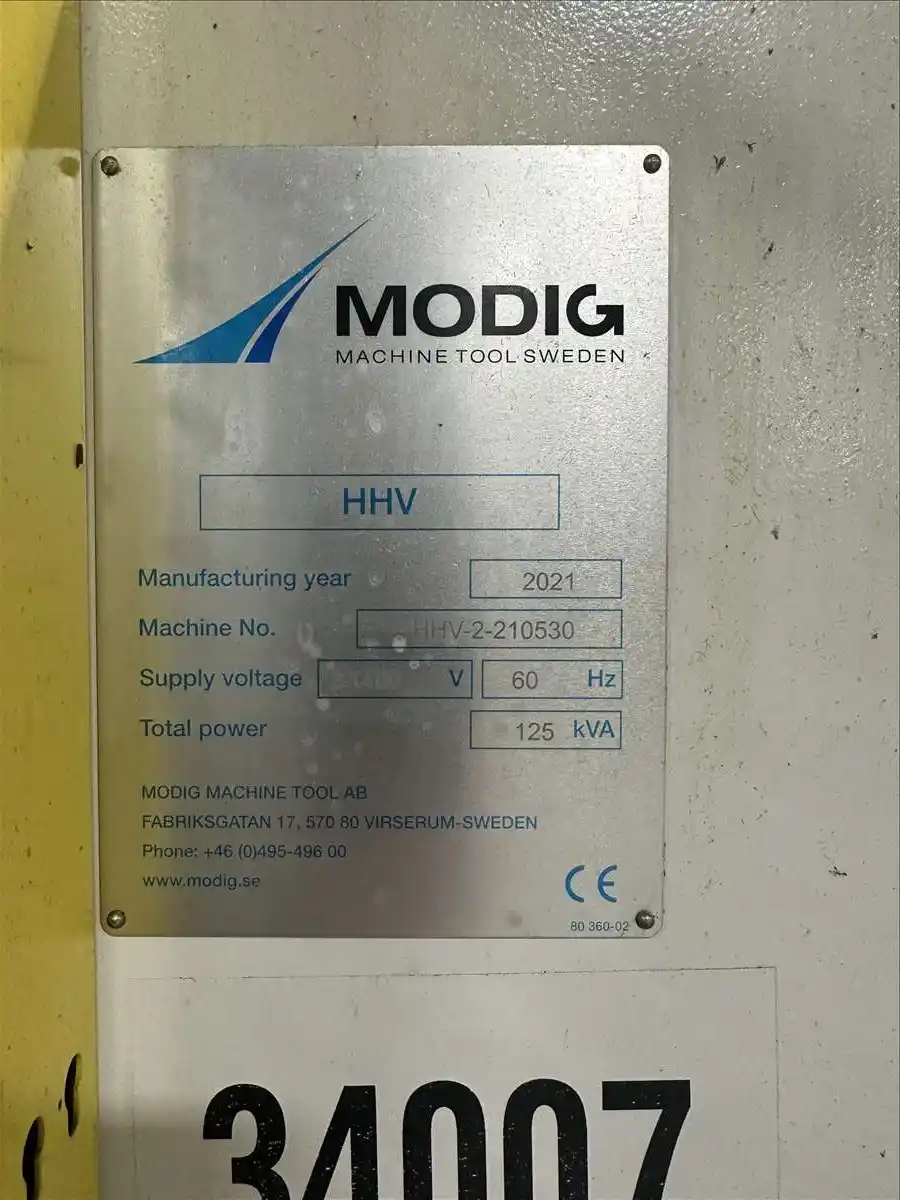 MODIG
MACHINE TOOL SWEDEN
HHV
Manufacturing year 2021
Machine No. HHV-2-210530
Supply voltage V 60 Hz
Total power 125 kVA
MODIG MACHINE TOOL AB
FABRIKSGATAN 17, 570 80 VIRSERUM-SWEDEN
Phone: +46 (0)495-496 00
www.modig.se
CE
80 360-02
34007